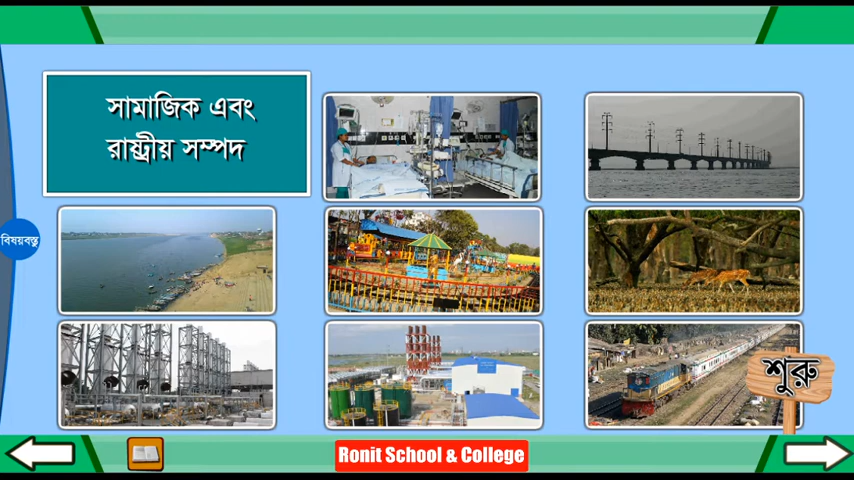 সামাজিক এবং
রাষ্ট্রীয় সম্পদ
বিষয়বস্তু
শুরু
Ronit School & College